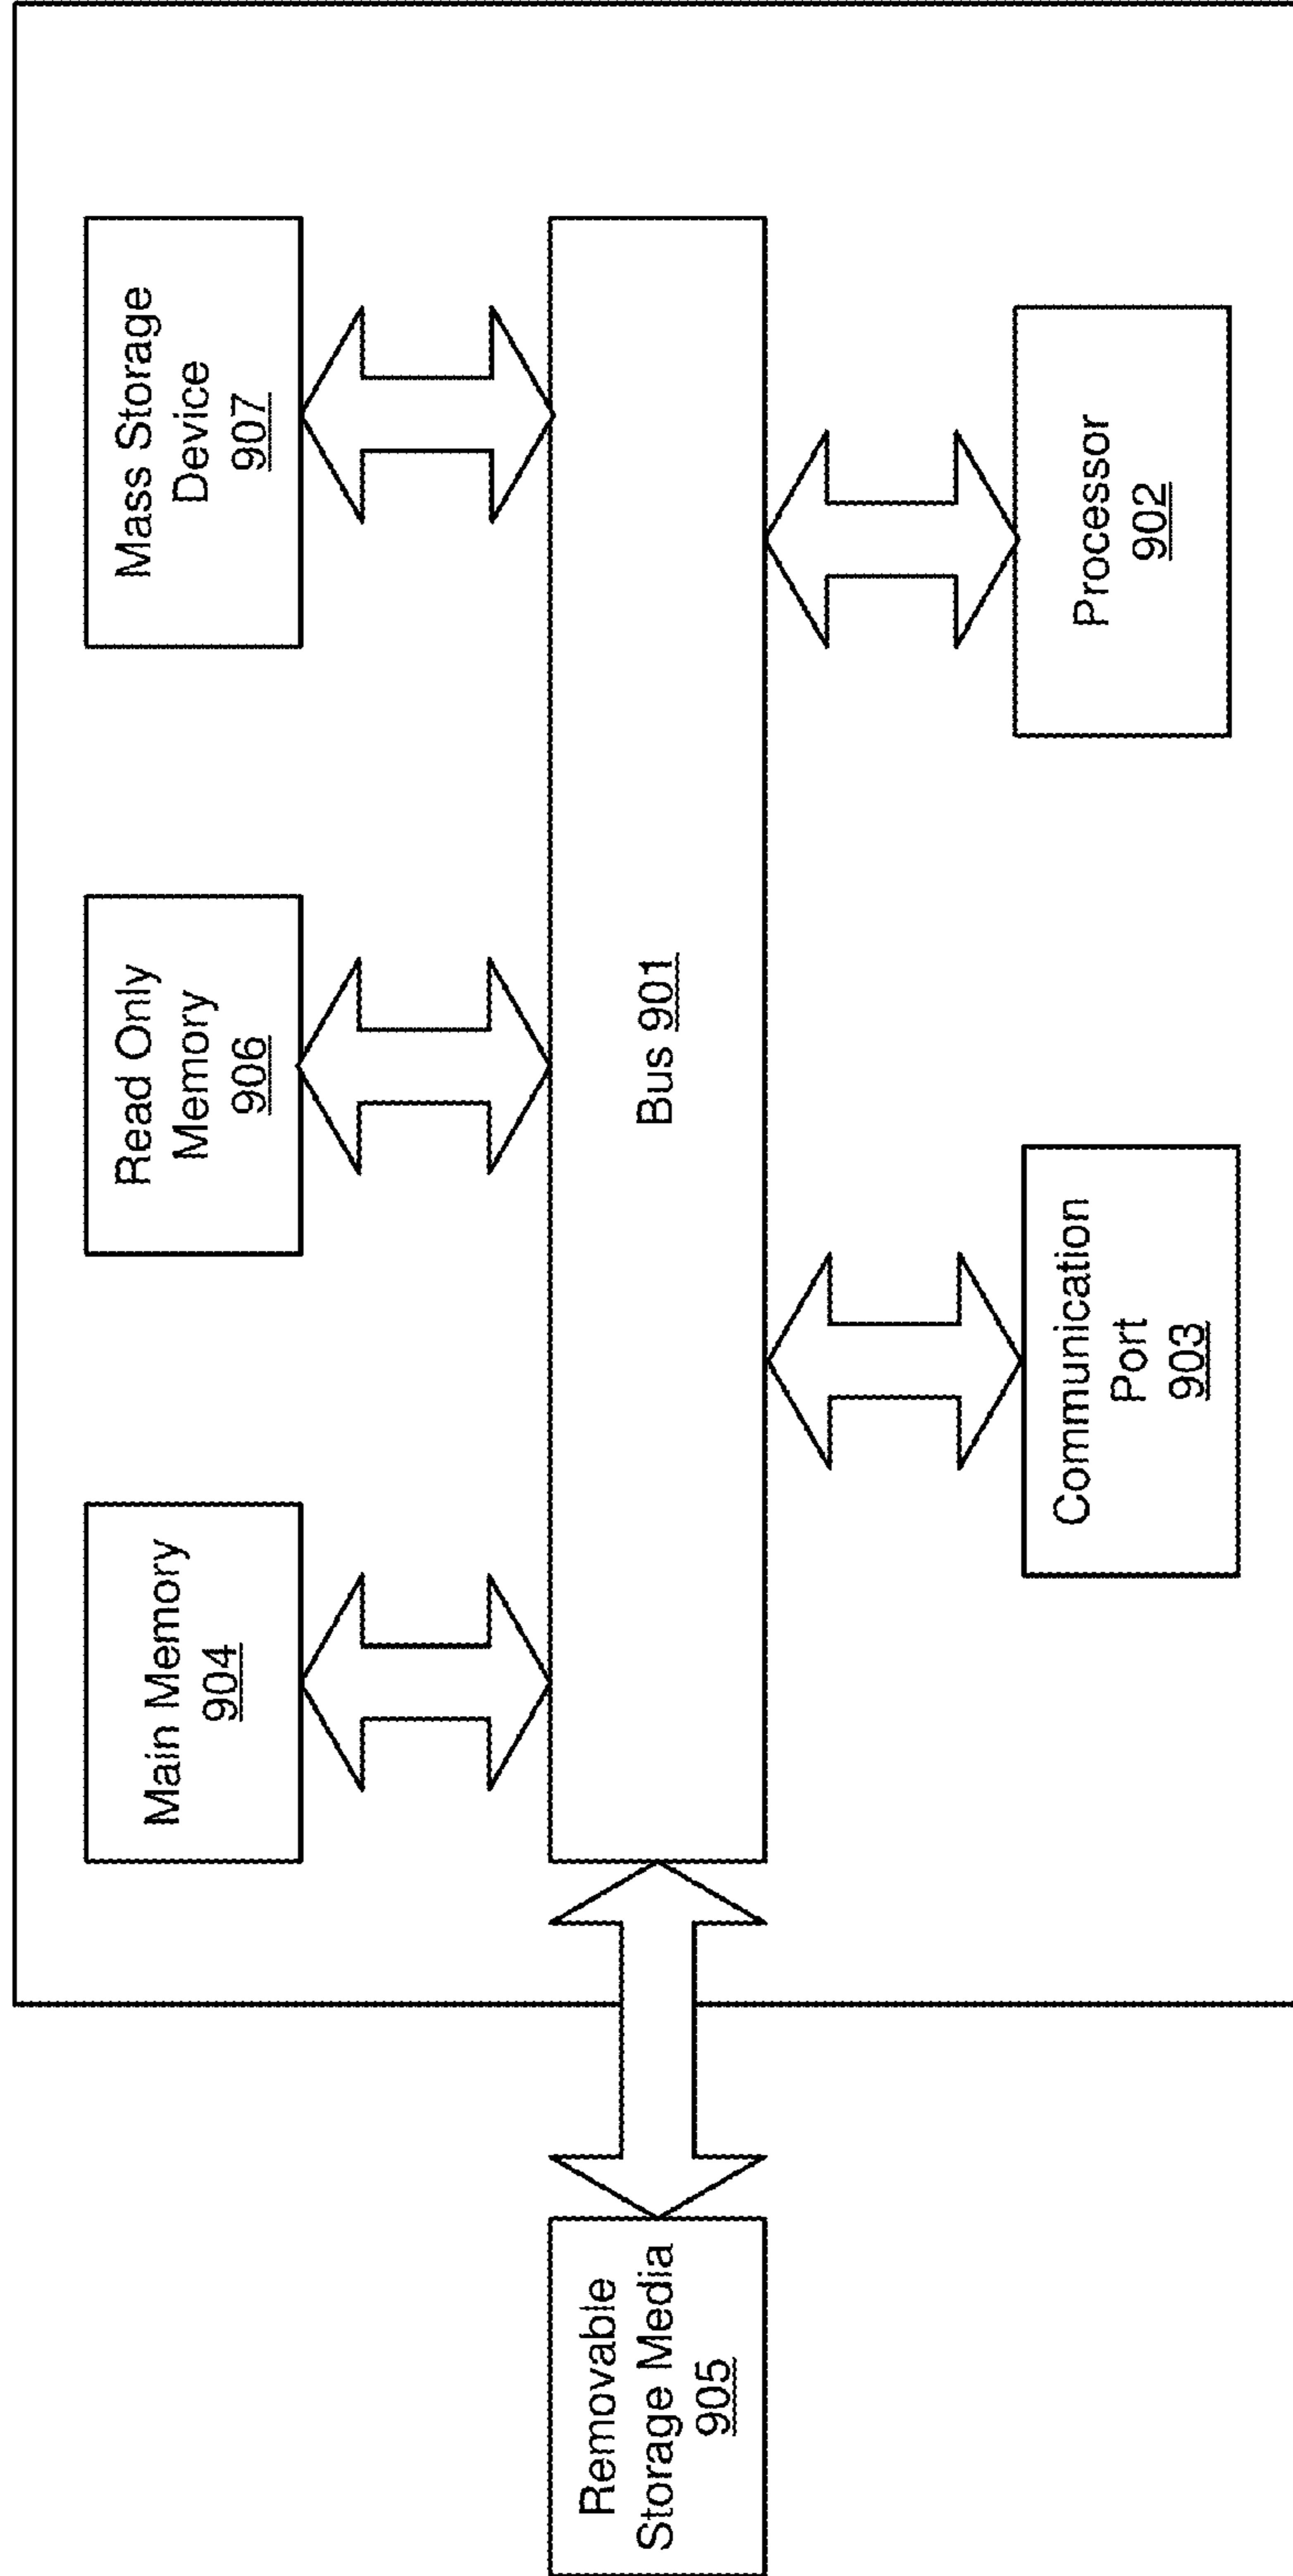 Main Memory
904
Read Only
Memory
906
Mass Storage
Device
907
Removable
Storage Media
905
Bus 901
Communication
Port
903
Processor
902